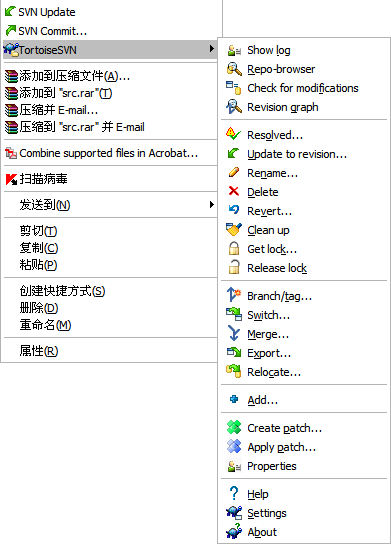 SVN Update
SVN Commit...
TortoiseSVN
添加到压缩文件(A)...
添加到 "src.rar"(T)
压缩并 E-mail...
压缩到 "src.rar" 并 E-mail
Combine supported files in Acrobat...
扫描病毒
发送到(N)
剪切(T)
复制(C)
粘贴(P)
创建快捷方式(S)
删除(D)
重命名(M)
属性(R)
Show log
Repo-browser
Check for modifications
Revision graph
Resolved...
Update to revision...
Rename...
Delete
Revert...
Clean up
Get lock...
Release lock
Branch/tag...
Switch...
Merge...
Export...
Relocate...
Add...
Create patch...
Apply patch...
Properties
Help
Settings
About